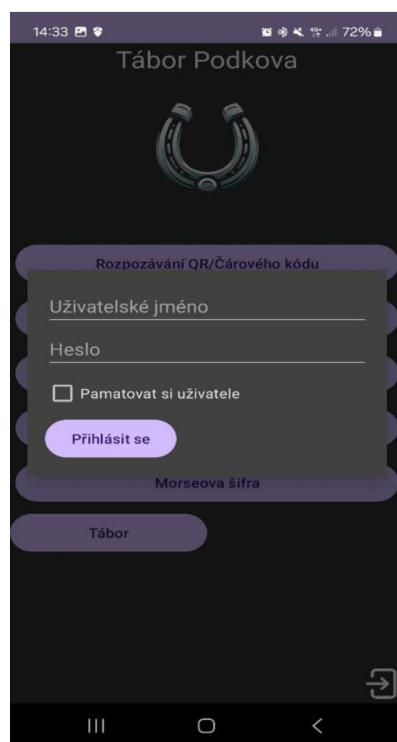 14:33 72%
Tábor Podkova
Rozpozávání QR/Čárového kódu
Uživatelské jméno
Heslo
Pamatovat si uživatele
Přihlásit se
Morseova šifra
Tábor